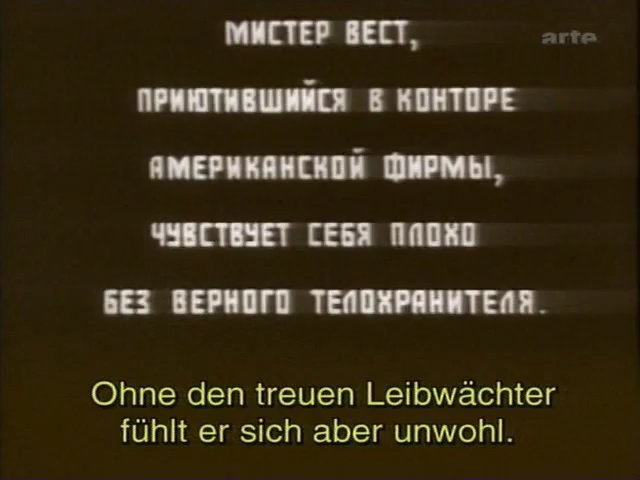 МИСТЕР ВЕСТ,
arte
ПРИЮТИВШИЙСЯ В КОНТОРЕ
АМЕРИКАНСКОЙ ФИРМЫ,
ЧУВСТВУЕТ СЕБЯ ПЛОХО
БЕЗ ВЕРНОГО ТЕЛОХРАНИТЕЛЯ.
Ohne den treuen Leibwächter
fühlt er sich aber unwohl.